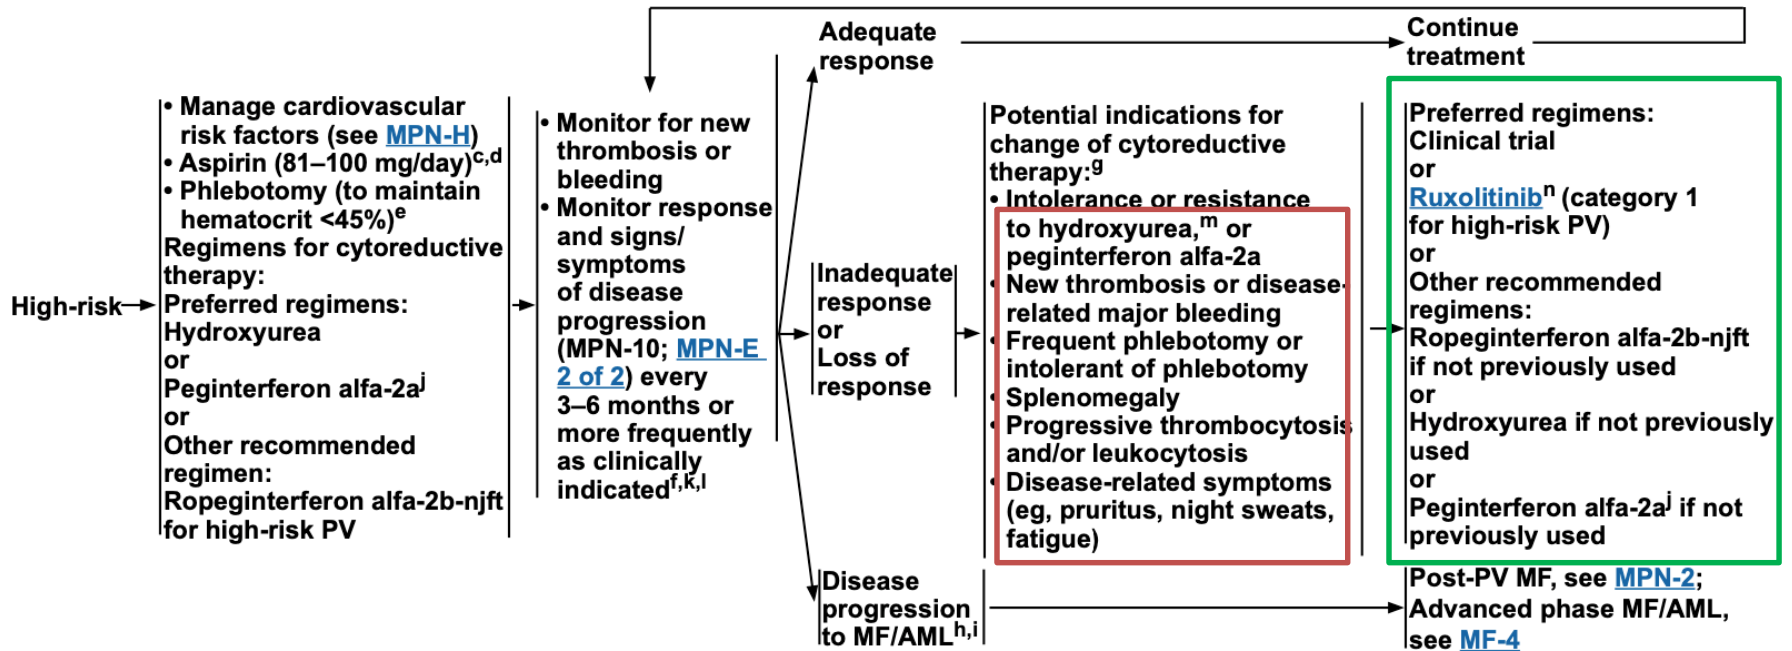 High-risk
• Manage cardiovascular
risk factors (see MPN-H)
• Aspirin (81–100 mg/day)c,d
• Phlebotomy (to maintain
hematocrit <45%)e
Regimens for cytoreductive
therapy:
Preferred regimens:
Hydroxyurea
or
Peginterferon alfa-2aj
or
Other recommended
regimen:
Ropeginterferon alfa-2b-njft
for high-risk PV
• Monitor for new
thrombosis or
bleeding
• Monitor response
and signs/
symptoms
of disease
progression
(MPN-10; MPN-E
2 of 2) every
3–6 months or
more frequently
as clinically
indicatedf,k,l
Adequate
response
Continue
treatment
Inadequate
response
or
Loss of
response
Potential indications for
change of cytoreductive
therapy:g
• Intolerance or resistance
to hydroxyurea,m or
peginterferon alfa-2a
• New thrombosis or disease-
related major bleeding
• Frequent phlebotomy or
intolerant of phlebotomy
• Splenomegaly
• Progressive thrombocytosis
and/or leukocytosis
• Disease-related symptoms
(eg, pruritus, night sweats,
fatigue)
Preferred regimens:
Clinical trial
or
Ruxolitinibn (category 1
for high-risk PV)
or
Other recommended
regimens:
Ropeginterferon alfa-2b-njft
if not previously used
or
Hydroxyurea if not previously
used
or
Peginterferon alfa-2aj if not
previously used
Disease
progression
to MF/AMLh,i
Post-PV MF, see MPN-2;
Advanced phase MF/AML,
see MF-4